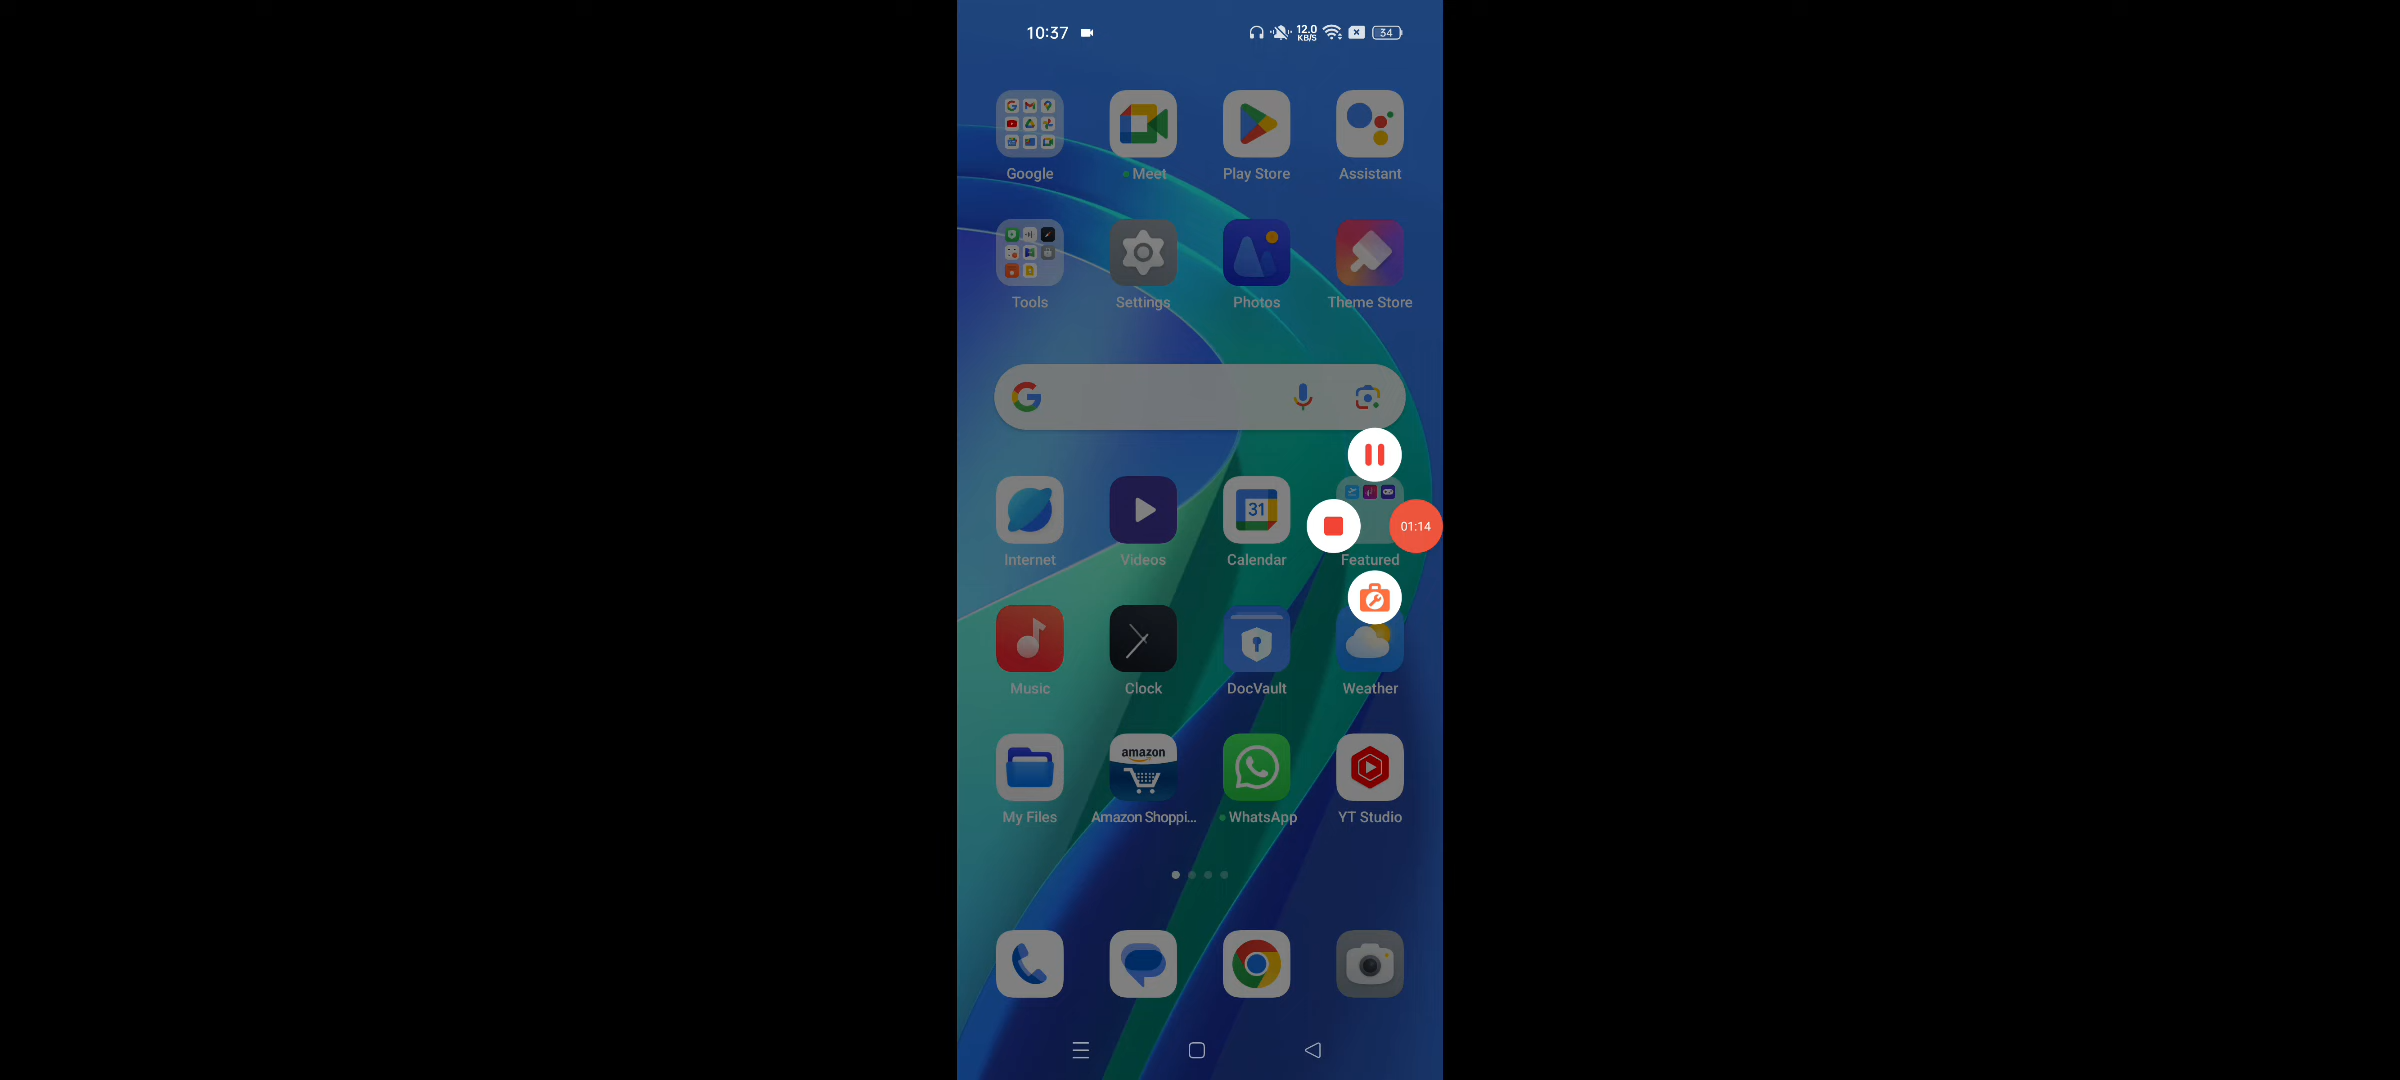 10:37 12.0 KB/S 34
Google Meet Play Store Assistant
Tools Settings Photos Theme Store
31
01:14
Internet Videos Calendar Featured
Music Clock DocVault Weather
amazon
My Files Amazon Shoppi... WhatsApp YT Studio